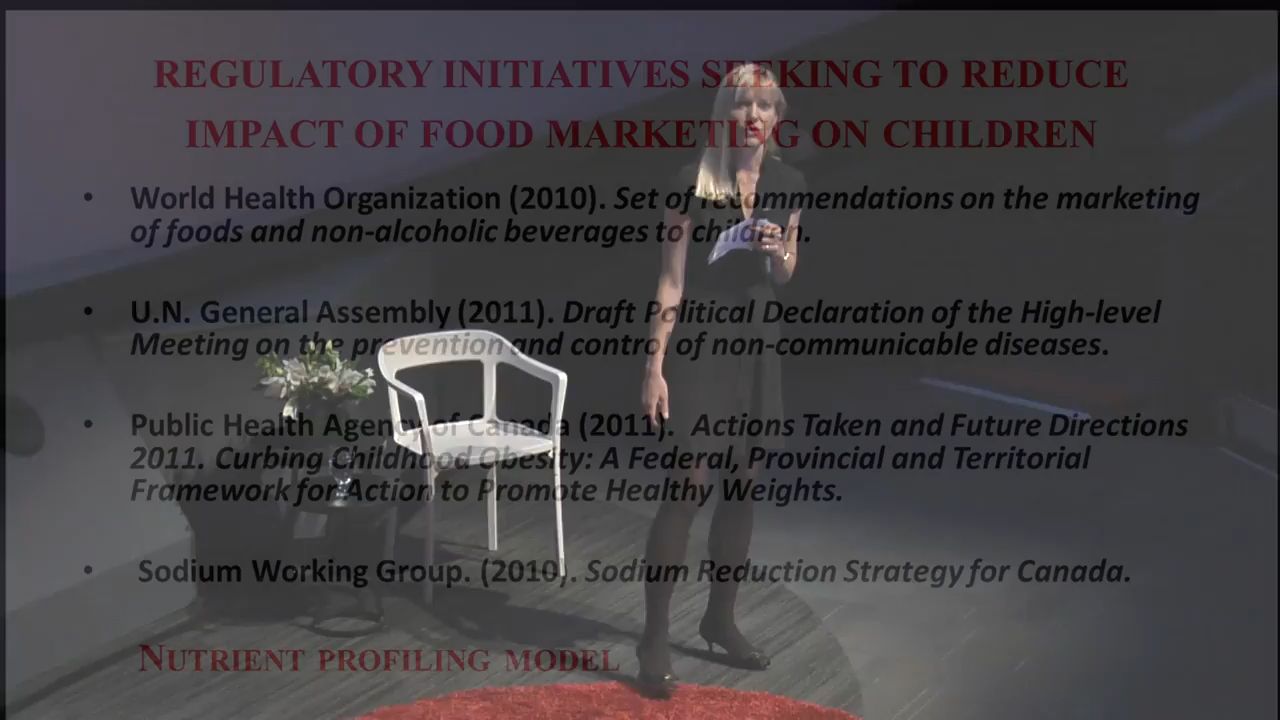 REGULATORY INITIATIVES SEEKING TO REDUCE
IMPACT OF FOOD MARKETING ON CHILDREN
• World Health Organization (2010). Set of recommendations on the marketing
of foods and non-alcoholic beverages to children.
• U.N. General Assembly (2011). Draft Political Declaration of the High-level
Meeting on the prevention and control of non-communicable diseases.
• Public Health Agency of Canada (2011). Actions Taken and Future Directions
2011. Curbing Childhood Obesity: A Federal, Provincial and Territorial
Framework for Action to Promote Healthy Weights.
• Sodium Working Group. (2010). Sodium Reduction Strategy for Canada.
NUTRIENT PROFILING MODEL